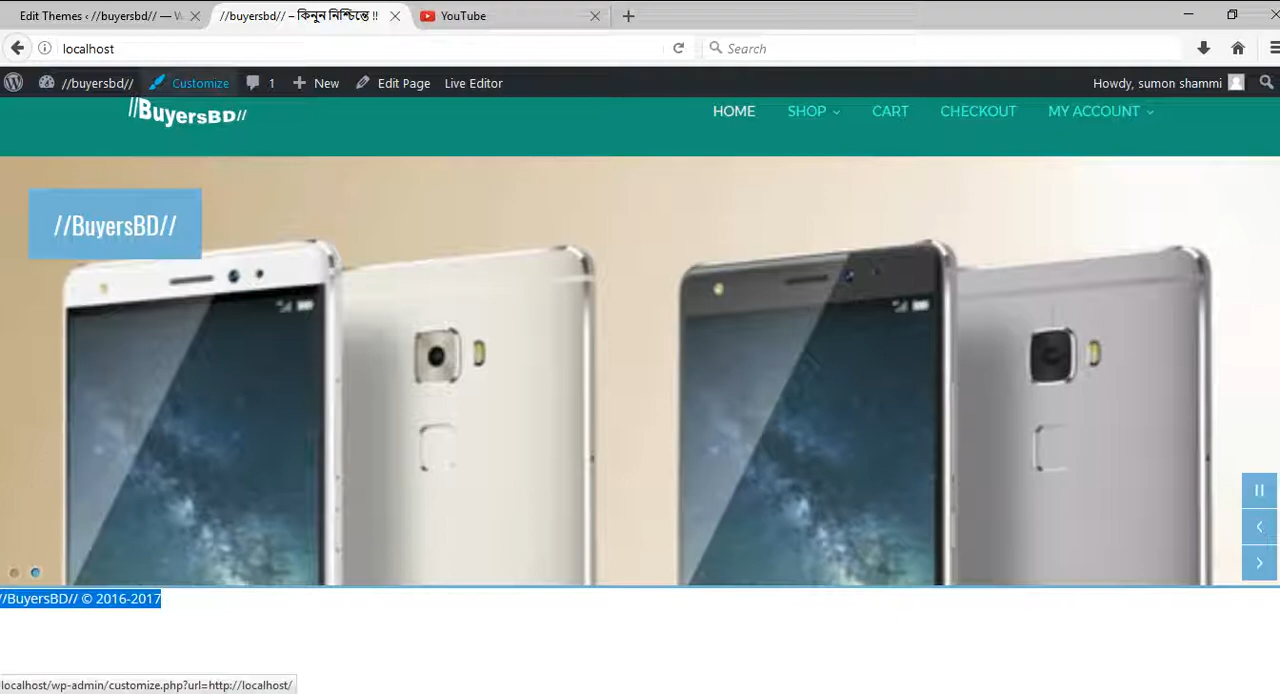 Edit Themes ‹ //buyersbd// —
//buyersbd// – কিনুন নিশ্চিন্তে !!
YouTube
localhost
Search
//buyersbd//
Customize
1
New
Edit Page
Live Editor
Howdy, sumon shammi
//BuyersBD//
HOME
SHOP
CART
CHECKOUT
MY ACCOUNT
//BuyersBD//
//BuyersBD// © 2016-2017
localhost/wp-admin/customize.php?url=http://localhost/